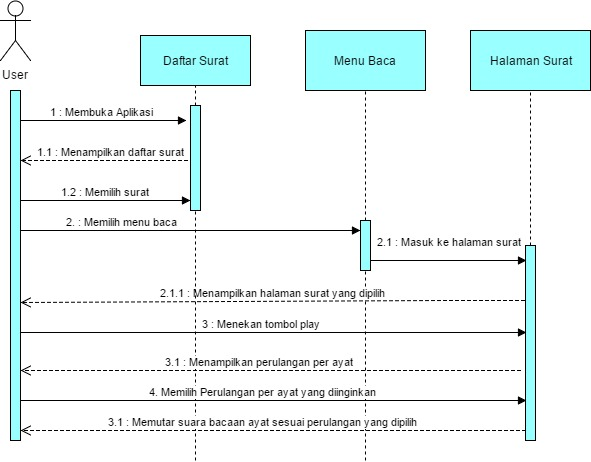 User
Daftar Surat
Menu Baca
Halaman Surat
1 : Membuka Aplikasi
1.1 : Menampilkan daftar surat
1.2 : Memilih surat
2. : Memilih menu baca
2.1 : Masuk ke halaman surat
2.1.1 : Menampilkan halaman surat yang dipilih
3 : Menekan tombol play
3.1 : Menampilkan perulangan per ayat
4. Memilih Perulangan per ayat yang diinginkan
3.1 : Memutar suara bacaan ayat sesuai perulangan yang dipilih